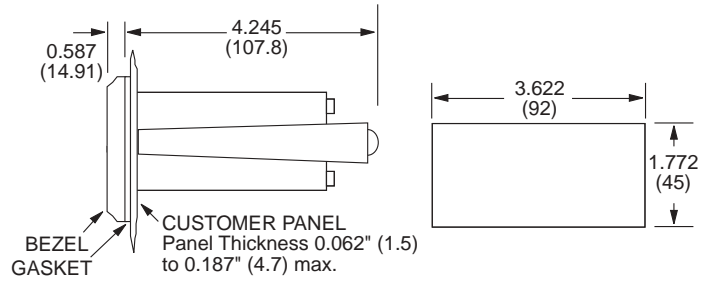 4.245
(107.8)
0.587
(14.91)
3.622
(92)
1.772
(45)
CUSTOMER PANEL
Panel Thickness 0.062" (1.5)
to 0.187" (4.7) max.
BEZEL
GASKET